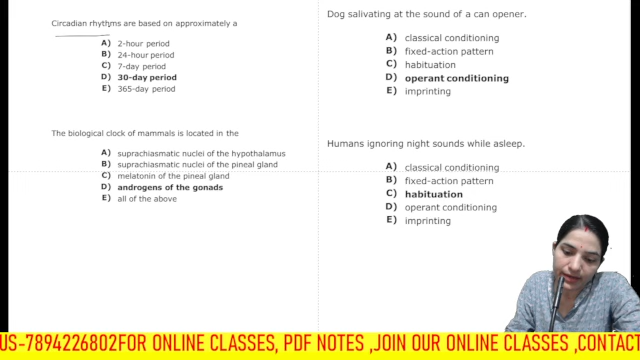 Circadian rhythms are based on approximately a
A) 2-hour period
B) 24-hour period
C) 7-day period
D) 30-day period
E) 365-day period
The biological clock of mammals is located in the
A) suprachiasmatic nuclei of the hypothalamus
B) suprachiasmatic nuclei of the pineal gland
C) melatonin of the pineal gland
D) androgens of the gonads
E) all of the above
Dog salivating at the sound of a can opener.
A) classical conditioning
B) fixed-action pattern
C) habituation
D) operant conditioning
E) imprinting
Humans ignoring night sounds while asleep.
A) classical conditioning
B) fixed-action pattern
C) habituation
D) operant conditioning
E) imprinting
US-7894226802FOR ONLINE CLASSES, PDF NOTES ,JOIN OUR ONLINE CLASSES ,CONTACT